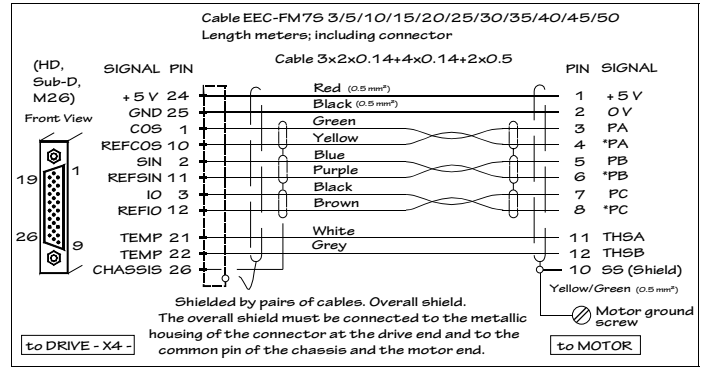 Cable EEC-FM7S 3/5/10/15/20/25/30/35/40/45/50
Length meters; including connector
Cable 3x2x0.14+4x0.14+2x0.5
(HD,
Sub-D,
M26)
Front View
19
1
26
9
SIGNAL PIN PIN SIGNAL
+5V 24 Red (0.5 mm²) 1 +5V
GND 25 Black (0.5 mm²) 2 0V
COS 1 Green 3 PA
REFCOS 10 Yellow 4 *PA
SIN 2 Blue 5 PB
REFSIN 11 Purple 6 *PB
IO 3 Black 7 PC
REFIO 12 Brown 8 *PC
TEMP 21 White 11 THSA
TEMP 22 Grey 12 THSB
CHASSIS 26 10 SS (Shield)
Yellow/Green (0.5 mm²)
Motor ground
screw
Shielded by pairs of cables. Overall shield.
The overall shield must be connected to the metallic
housing of the connector at the drive end and to the
common pin of the chassis and the motor end.
to DRIVE - X4 -
to MOTOR